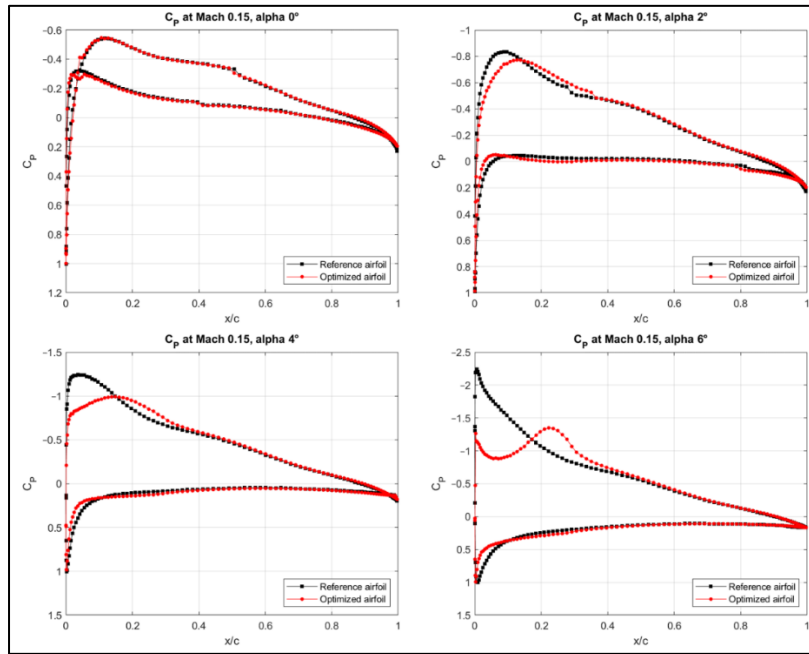 C_P at Mach 0.15, alpha 0°
-0.6
-0.4
-0.2
0
0.2
0.4
0.6
0.8
1
1.2
C_P
0 0.2 0.4 0.6 0.8 1
x/c
Reference airfoil
Optimized airfoil
C_P at Mach 0.15, alpha 2°
-1
-0.8
-0.6
-0.4
-0.2
0
0.2
0.4
0.6
0.8
1
C_P
0 0.2 0.4 0.6 0.8 1
x/c
Reference airfoil
Optimized airfoil
C_P at Mach 0.15, alpha 4°
-1.5
-1
-0.5
0
0.5
1
1.5
C_P
0 0.2 0.4 0.6 0.8 1
x/c
Reference airfoil
Optimized airfoil
C_P at Mach 0.15, alpha 6°
-2.5
-2
-1.5
-1
-0.5
0
0.5
1
1.5
C_P
0 0.2 0.4 0.6 0.8 1
x/c
Reference airfoil
Optimized airfoil